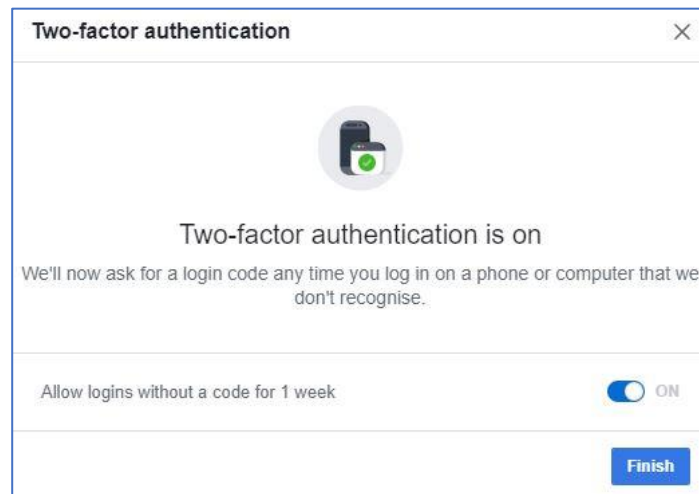 Two-factor authentication
Two-factor authentication is on
We'll now ask for a login code any time you log in on a phone or computer that we
don't recognise.
Allow logins without a code for 1 week
ON
Finish